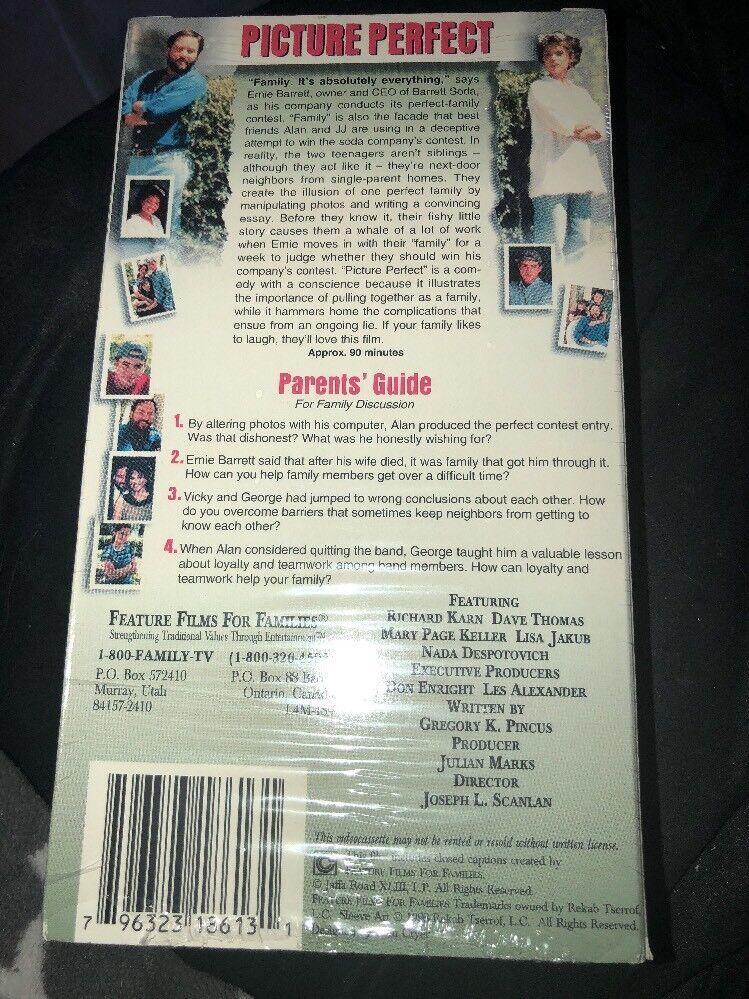 PICTURE PERFECT
"Family. It's absolutely everything," says
Ernie Barrett, owner and CEO of Barrett Soda,
as his company conducts its perfect-family
contest. "Family" is also the facade that best
friends Alan and JJ are using in a deceptive
attempt to win the soda company's contest. In
reality, the two teenagers aren't siblings –
although they act like it – they're next-door
neighbors from single-parent homes. They
create the illusion of one perfect family by
manipulating photos and writing a convincing
essay. Before they know it, their fishy little
story causes them a whale of a lot of work
when Ernie moves in with their "family" for a
week to judge whether they should win his
company's contest. "Picture Perfect" is a com-
edy with a conscience because it illustrates
the importance of pulling together as a family,
while it hammers home the complications that
ensue from an ongoing lie. If your family likes
to laugh, they'll love this film.
Approx. 90 minutes
Parents' Guide
For Family Discussion
1. By altering photos with his computer, Alan produced the perfect contest entry.
Was that dishonest? What was he honestly wishing for?
2. Ernie Barrett said that after his wife died, it was family that got him through it.
How can you help family members get over a difficult time?
3. Vicky and George had jumped to wrong conclusions about each other. How
do you overcome barriers that sometimes keep neighbors from getting to
know each other?
4. When Alan considered quitting the band, George taught him a valuable lesson
about loyalty and teamwork among band members. How can loyalty and
teamwork help your family?
FEATURE FILMS FOR FAMILIES®
Strengthening Traditional Values Through Entertainment™
1-800-FAMILY-TV (1-800-326-
P.O. Box 572410
Murray, Utah
84157-2410
P.O. Box 88
Ontario,
L4M
FEATURING
RICHARD KARN DAVE THOMAS
MARY PAGE KELLER LISA JAKUB
NADA DESPOTOVICH
EXECUTIVE PRODUCERS
DON ENRIGHT LES ALEXANDER
WRITTEN BY
GREGORY K. PINCUS
PRODUCER
JULIAN MARKS
DIRECTOR
JOSEPH L. SCANLAN
This videocassette may not be rented or resold without written license.
includes closed captions created by
FEATURE FILMS FOR FAMILIES.
© Jaffa Road XLIII, L.P. All Rights Reserved.
FEATURE FILMS FOR FAMILIES Trademarks owned by Rekab Tserrof,
L.C. Sleeve Art © Rekab Tserrof, L.C. All Rights Reserved.
7 96323 18613 1